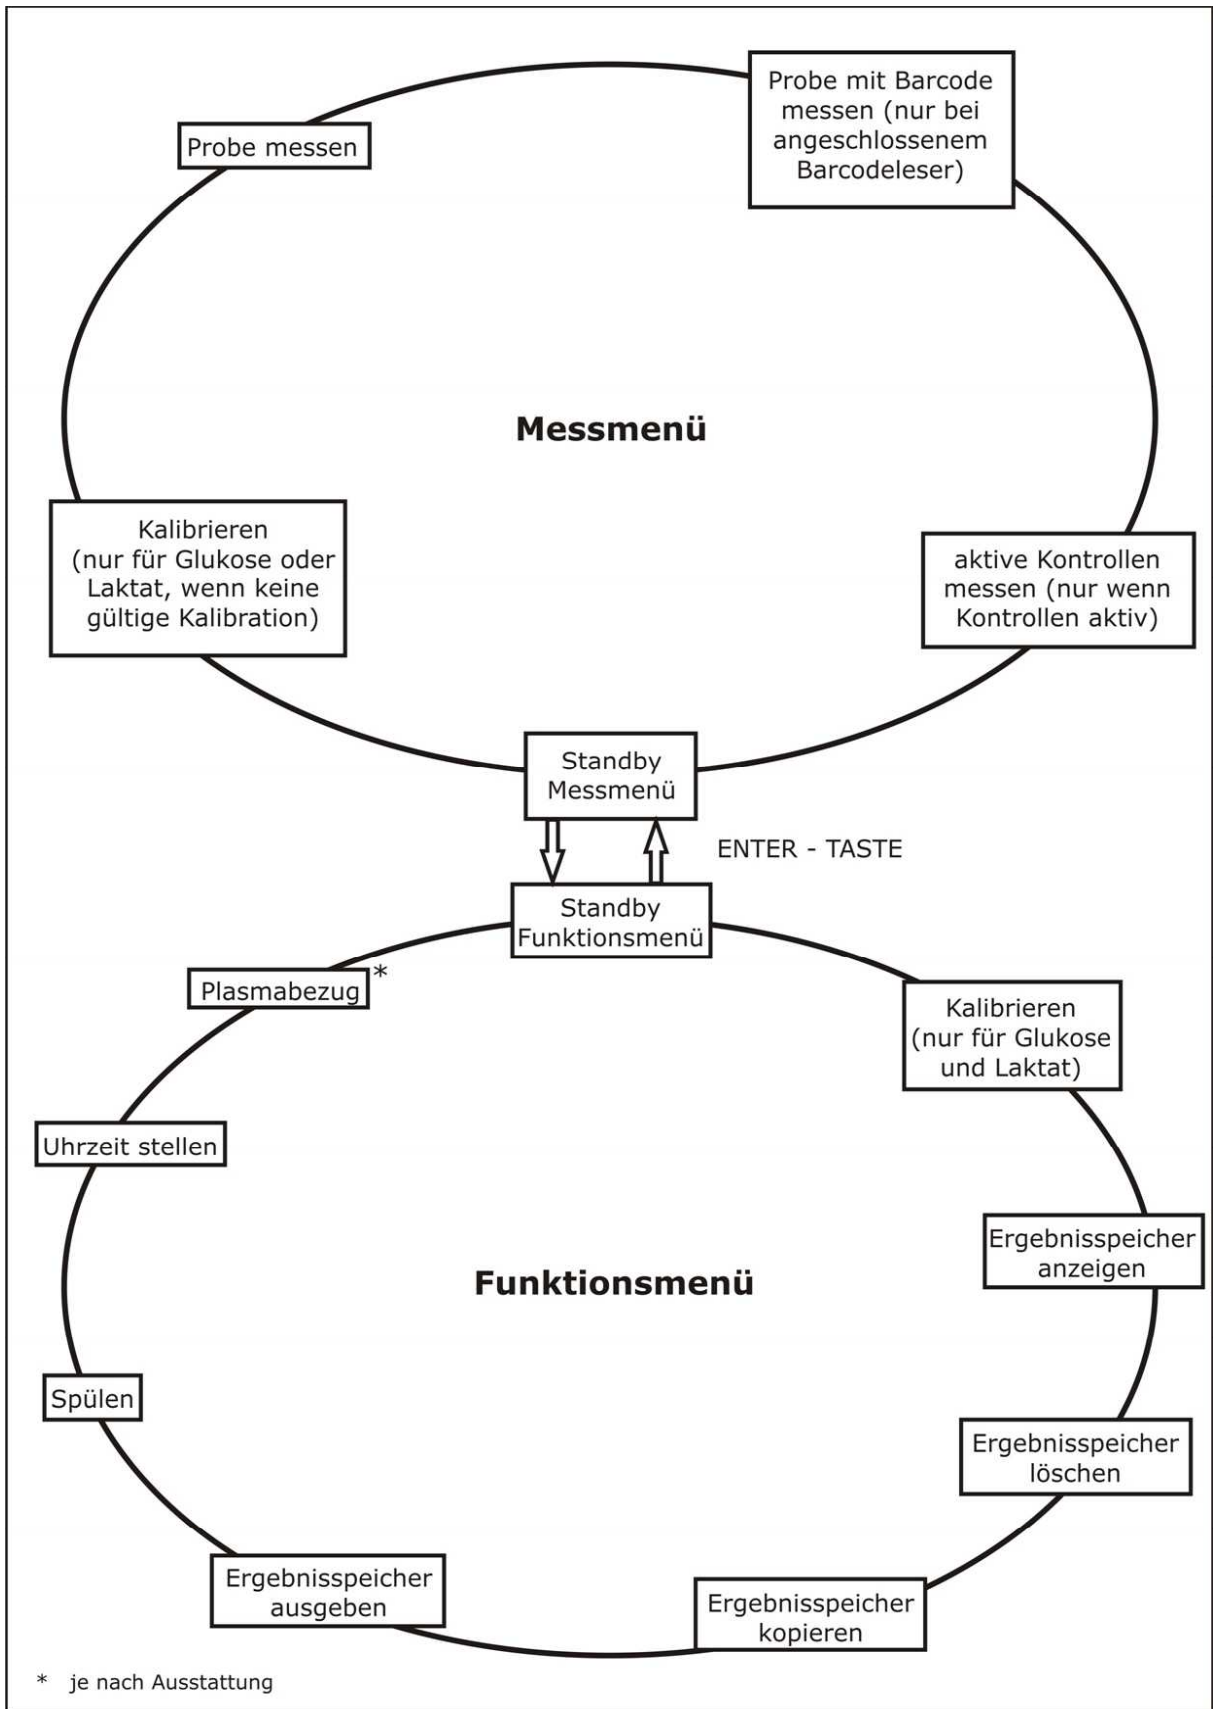 Probe mit Barcode
messen (nur bei
angeschlossenem
Barcodeleser)
Probe messen
Messmenü
Kalibrieren
(nur für Glukose oder
Laktat, wenn keine
gültige Kalibration)
aktive Kontrollen
messen (nur wenn
Kontrollen aktiv)
Standby
Messmenü
ENTER - TASTE
Standby
Funktionsmenü
Plasmabezug *
Kalibrieren
(nur für Glukose
und Laktat)
Uhrzeit stellen
Ergebnisspeicher
anzeigen
Funktionsmenü
Spülen
Ergebnisspeicher
löschen
Ergebnisspeicher
ausgeben
Ergebnisspeicher
kopieren
* je nach Ausstattung